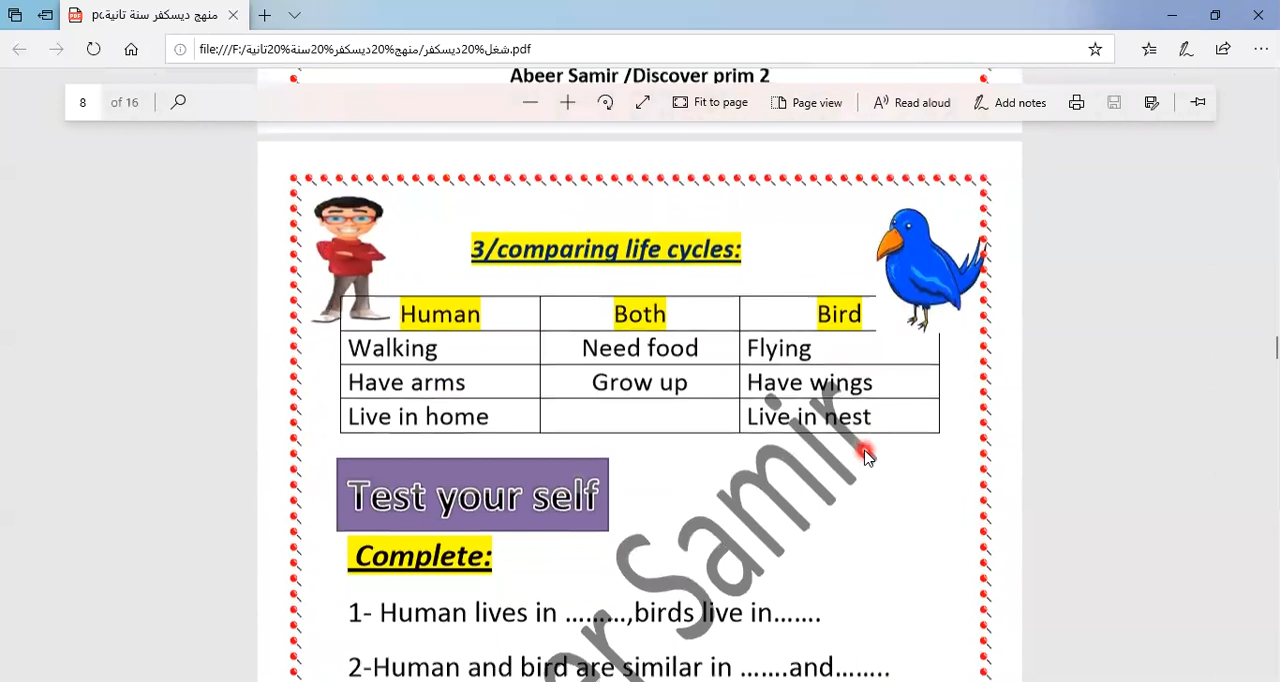 منهج ديسكفر سنة تانية.pc
file:///F:/شغل%20ديسكفر/منهج%20ديسكفر%20سنة%20تانية.pdf
Abeer Samir /Discover prim 2
8 of 16 Fit to page Page view Read aloud Add notes
3/comparing life cycles:
Human Both Bird
Walking Need food Flying
Have arms Grow up Have wings
Live in home Live in nest
Test your self
Complete:
1- Human lives in .........,birds live in.......
2-Human and bird are similar in .......and........
er Samir